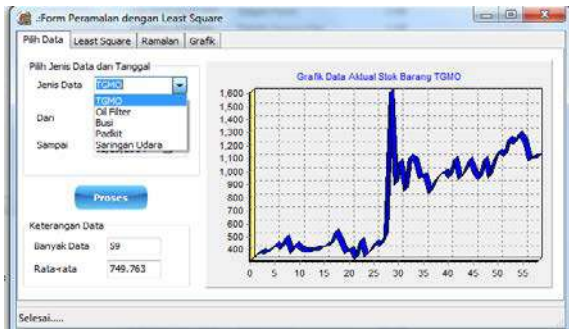 .:Form Peramalan dengan Least Square
Pilh Data Least Square Ramalan Grafik
Pilih Jenis Data dan Tanggal
Jenis Data TGMO
TGMO
Oil Filter
Dari
Busi
Padkit
Sampai
Saringan Udara
Proses
Keterangan Data
Banyak Data 59
Rata-rata 749.763
Grafik Data Aktual Stok Barang TGMO
1,600
1,500
1,400
1,300
1,200
1,100
1,000
900
800
700
600
500
400
0 5 10 15 20 25 30 35 40 45 50 55
Selesai.....